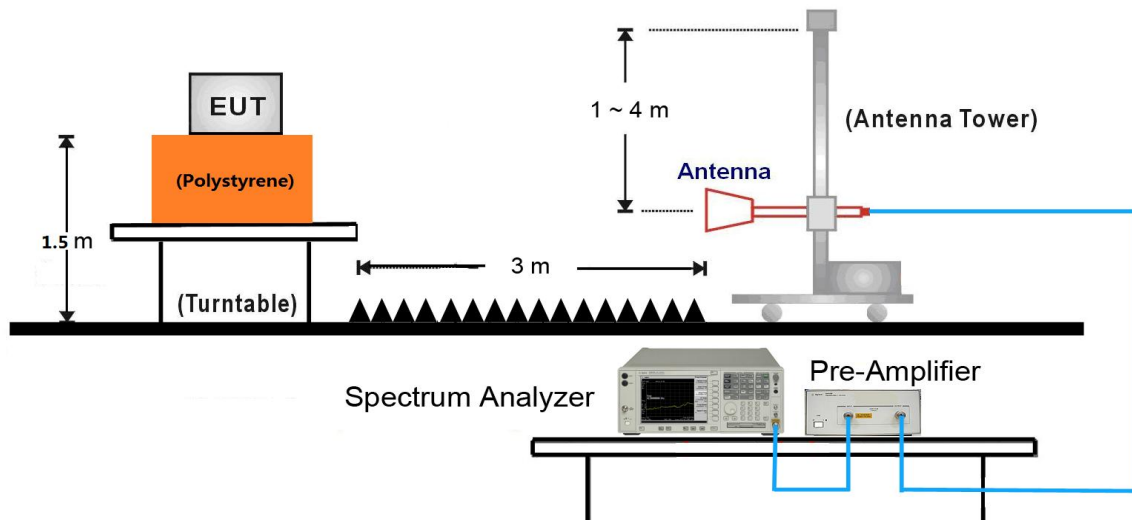 EUT
(Polystyrene)
1.5 m
(Turntable)
3 m
1 ~ 4 m
(Antenna Tower)
Antenna
Spectrum Analyzer
Pre-Amplifier